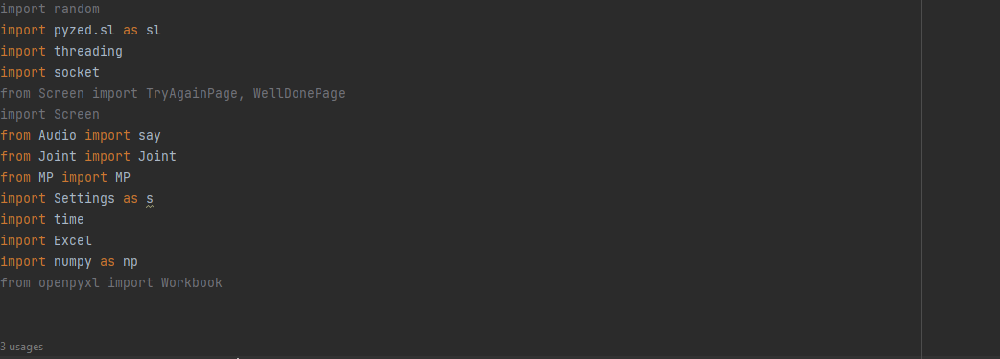 import random
import pyzed.sl as sl
import threading
import socket
from Screen import TryAgainPage, WellDonePage
import Screen
from Audio import say
from Joint import Joint
from MP import MP
import Settings as s
import time
import Excel
import numpy as np
from openpyxl import Workbook
3 usages